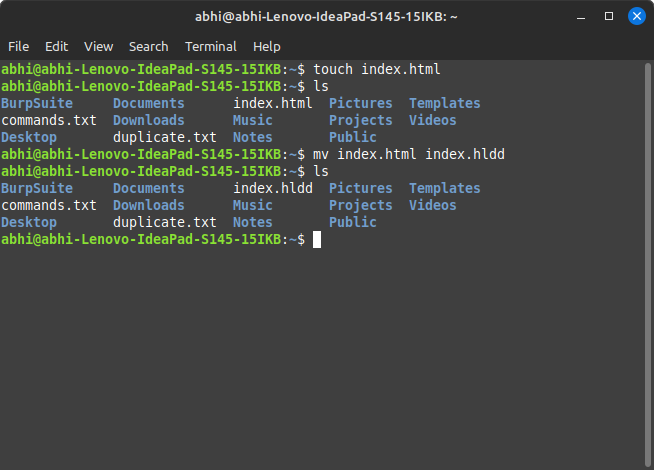 abhi@abhi-Lenovo-IdeaPad-S145-15IKB: ~
File Edit View Search Terminal Help
abhi@abhi-Lenovo-IdeaPad-S145-15IKB:~$ touch index.html
abhi@abhi-Lenovo-IdeaPad-S145-15IKB:~$ ls
BurpSuite Documents index.html Pictures Templates
commands.txt Downloads Music Projects Videos
Desktop duplicate.txt Notes Public
abhi@abhi-Lenovo-IdeaPad-S145-15IKB:~$ mv index.html index.hldd
abhi@abhi-Lenovo-IdeaPad-S145-15IKB:~$ ls
BurpSuite Documents index.hldd Pictures Templates
commands.txt Downloads Music Projects Videos
Desktop duplicate.txt Notes Public
abhi@abhi-Lenovo-IdeaPad-S145-15IKB:~$